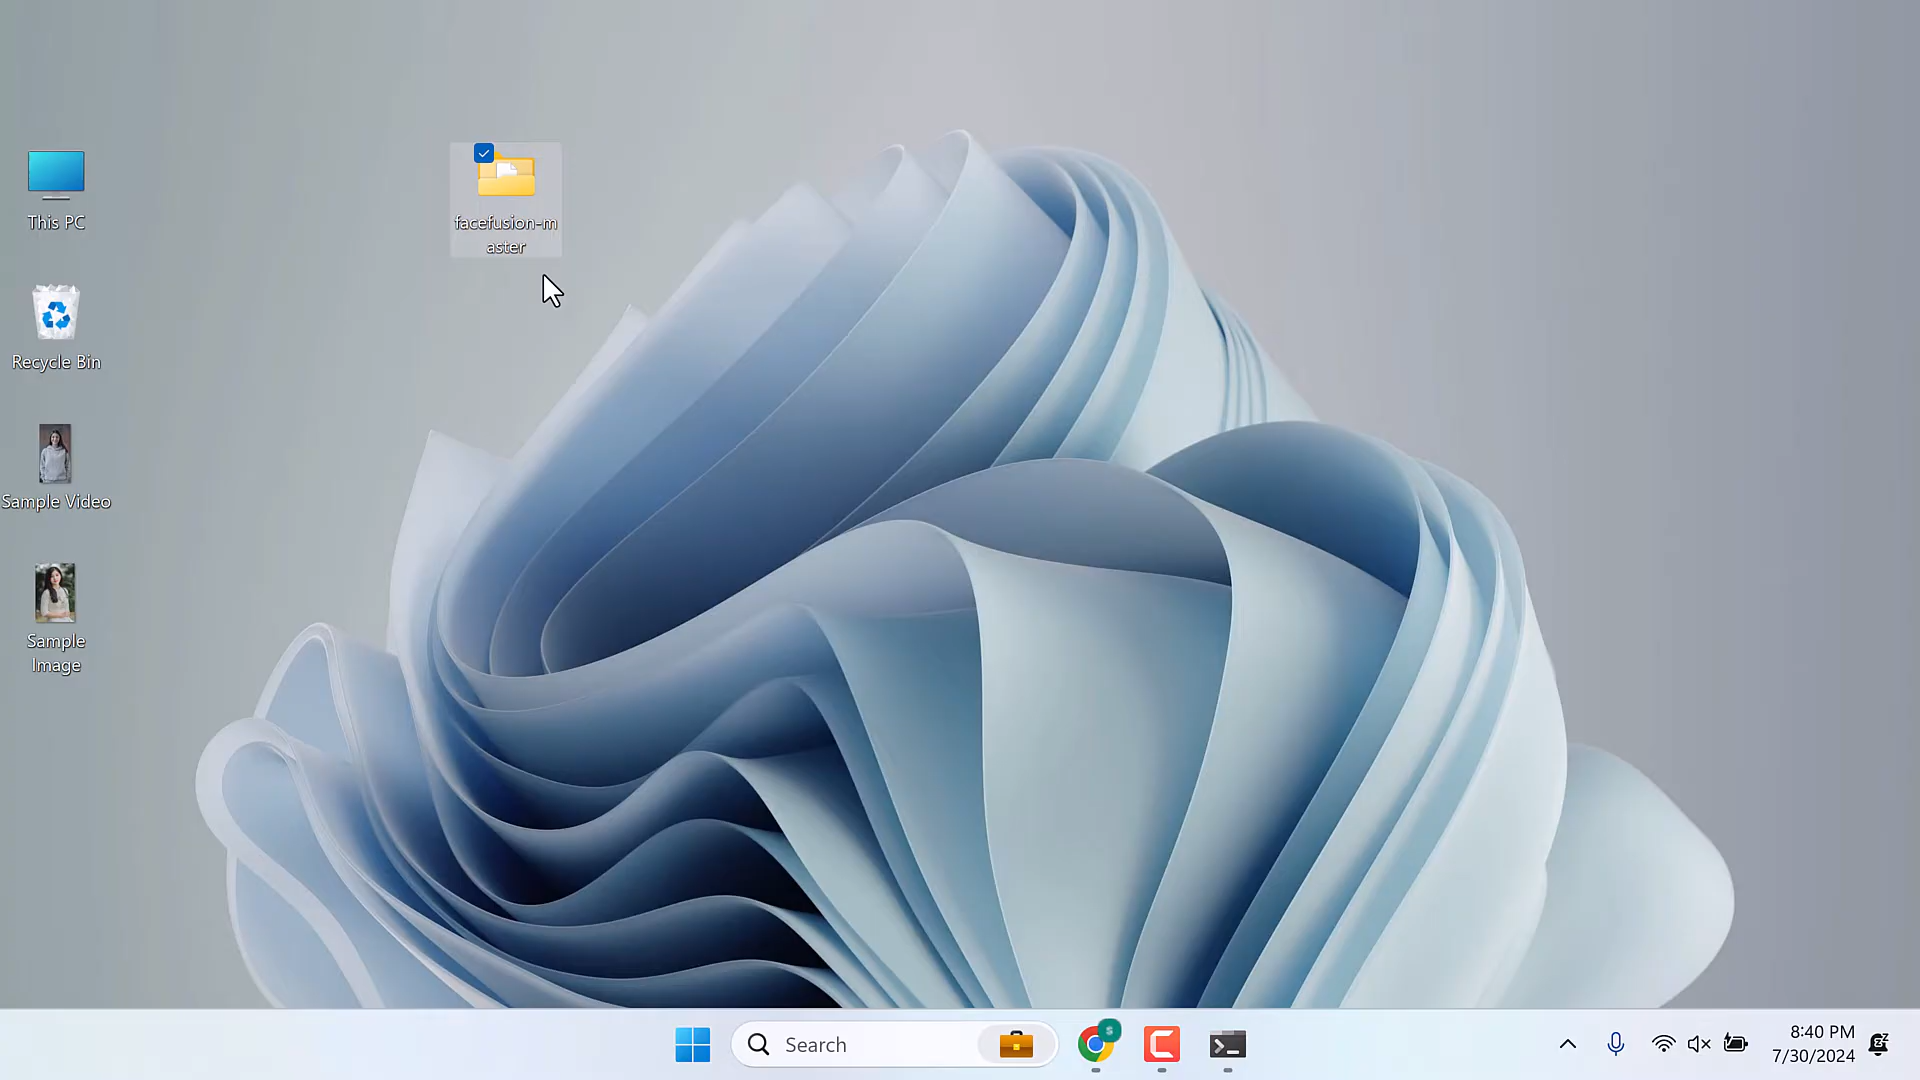 This PC
Recycle Bin
Sample Video
Sample
Image
facefusion-m
aster
Search
S
8:40 PM
7/30/2024